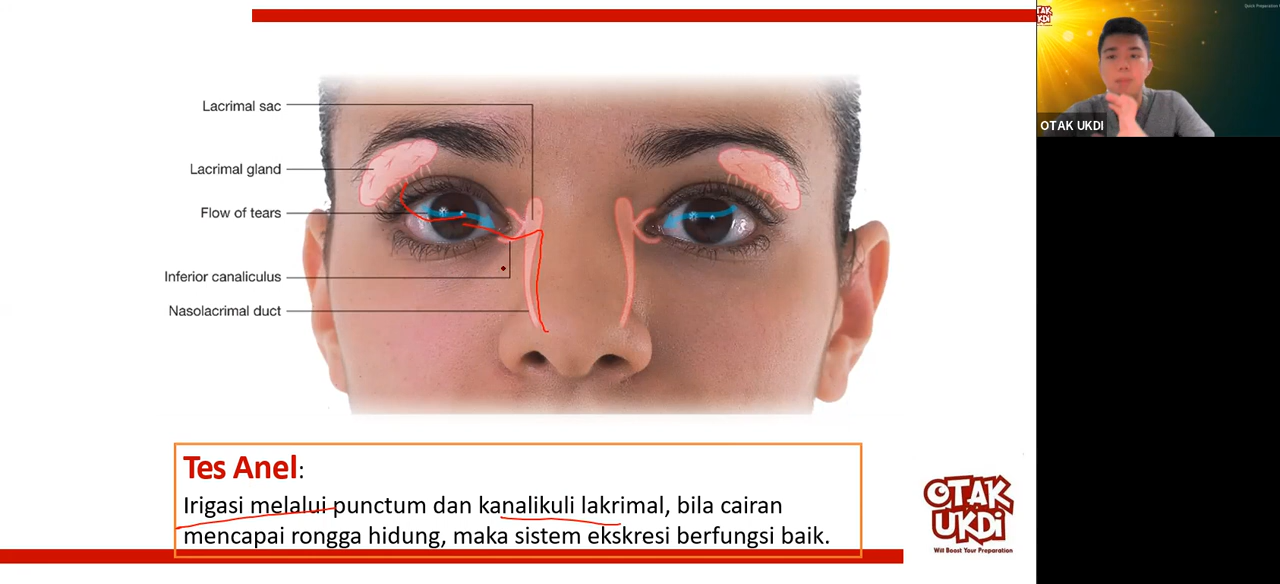 Lacrimal sac
Lacrimal gland
Flow of tears
Inferior canaliculus
Nasolacrimal duct
Tes Anel:
Irigasi melalui punctum dan kanalikuli lakrimal, bila cairan
mencapai rongga hidung, maka sistem ekskresi berfungsi baik.
OTAK
UKDi
Will Boost Your Preparation
OTAK UKDI